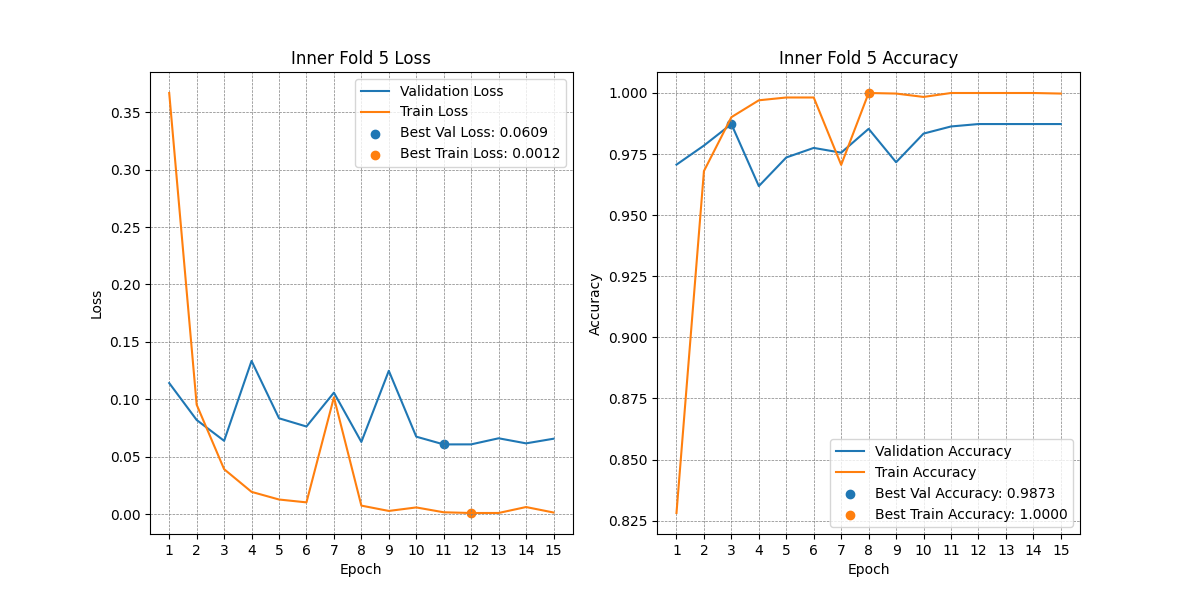 Inner Fold 5 Loss
Validation Loss
Train Loss
Best Val Loss: 0.0609
Best Train Loss: 0.0012
0.35
0.30
0.25
0.20
0.15
0.10
0.05
0.00
Loss
1 2 3 4 5 6 7 8 9 10 11 12 13 14 15
Epoch
Inner Fold 5 Accuracy
1.000
0.975
0.950
0.925
0.900
0.875
0.850
0.825
Accuracy
Validation Accuracy
Train Accuracy
Best Val Accuracy: 0.9873
Best Train Accuracy: 1.0000
1 2 3 4 5 6 7 8 9 10 11 12 13 14 15
Epoch